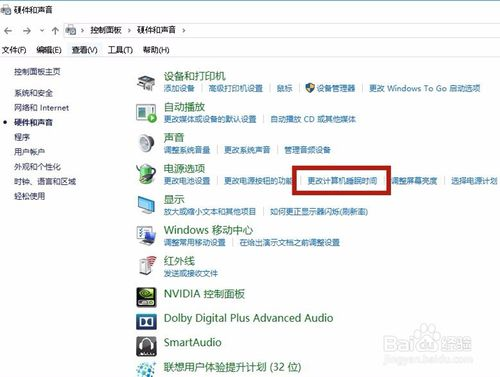 硬件和声音
控制面板 > 硬件和声音 >
文件(F) 编辑(E) 查看(V) 工具(T) 帮助(H)
控制面板主页
系统和安全
网络和 Internet
硬件和声音
程序
用户帐户
外观和个性化
时钟、语言和区域
轻松使用
设备和打印机
添加设备 高级打印机设置 鼠标 设备管理器 更改 Windows To Go 启动选项
自动播放
更改媒体或设备的默认设置 自动播放 CD 或其他媒体
声音
调整系统音量 更改系统声音 管理音频设备
电源选项
更改电池设置 更改电源按钮的功能 更改计算机睡眠时间 调整屏幕亮度 选择电源计划
显示
放大或缩小文本和其他项目 如何更正显示器闪烁(刷新率)
Windows 移动中心
调整常用移动设置 在给出演示文稿之前调整设置
红外线
发送或接收文件
NVIDIA 控制面板
Dolby Digital Plus Advanced Audio
SmartAudio
联想用户体验提升计划 (32 位)
Baidu 经验
jingyan.baidu.com